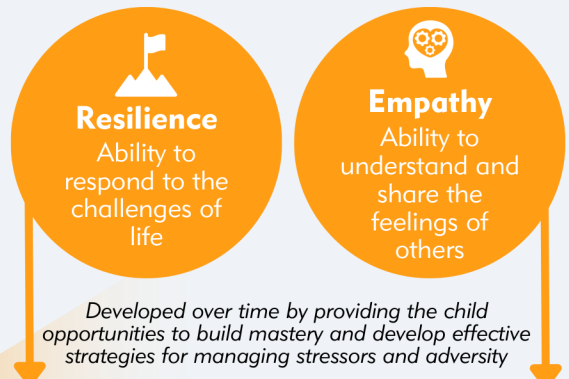 Resilience
Ability to
respond to the
challenges of
life
Empathy
Ability to
understand and
share the
feelings of
others
Developed over time by providing the child
opportunities to build mastery and develop effective
strategies for managing stressors and adversity